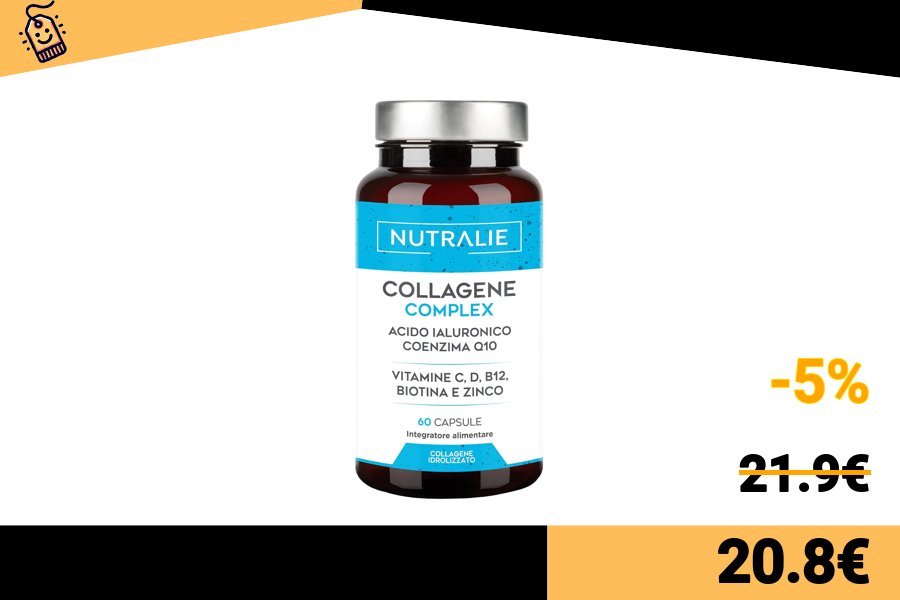 NUTRALIE
COLLAGENE
COMPLEX
ACIDO IALURONICO
COENZIMA Q10
VITAMINE C, D, B12,
BIOTINA E ZINCO
60 CAPSULE
Integratore alimentare
COLLAGENE
IDROLIZZATO
-5%
21.9€
20.8€